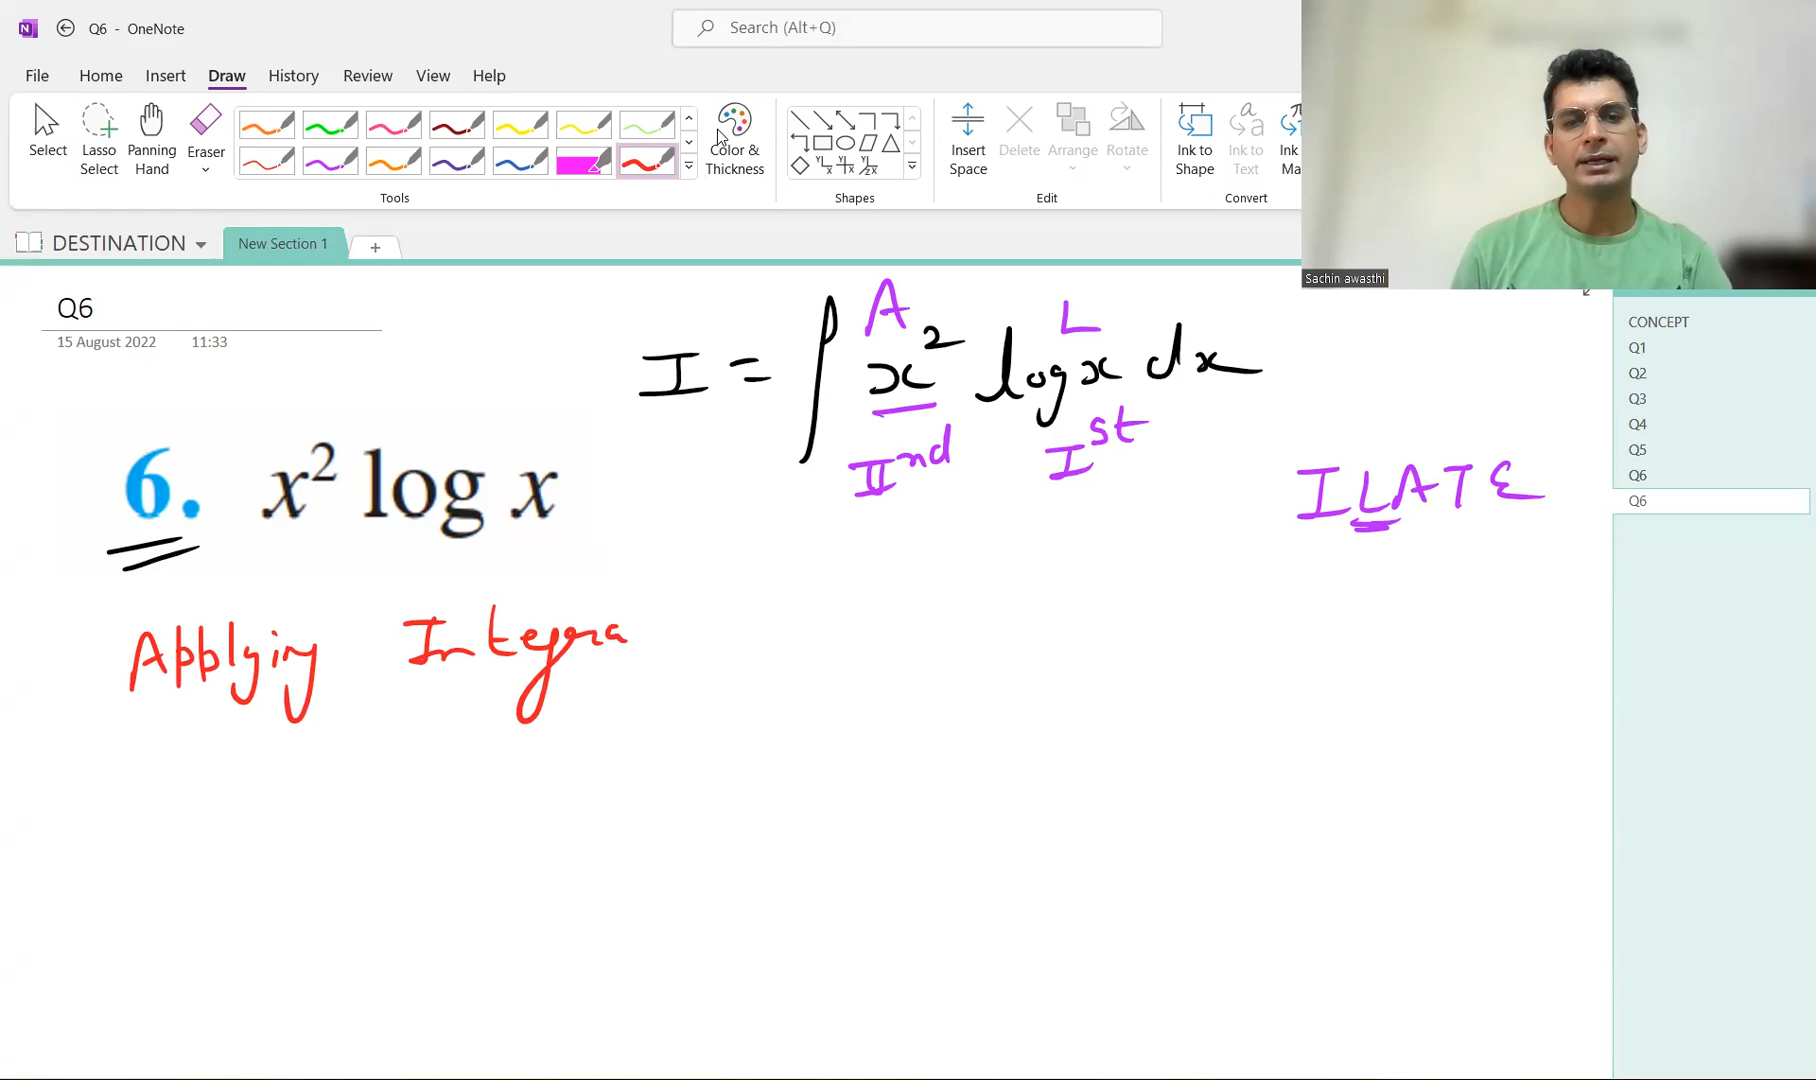 Q6 - OneNote
Search (Alt+Q)
File Home Insert Draw History Review View Help
Select
Lasso Select
Panning Hand
Eraser
Color & Thickness
Insert Space
Delete
Arrange
Rotate
Ink to Shape
Ink to Text
Ink Ma
Tools
Shapes
Edit
Convert
Sachin awasthi
DESTINATION
New Section 1
+
Q6
15 August 2022 11:33
A L
I = ∫ x² log x dx
IInd Ist
ILATE
6. x² log x
Applying Integra
CONCEPT
Q1
Q2
Q3
Q4
Q5
Q6
Q6